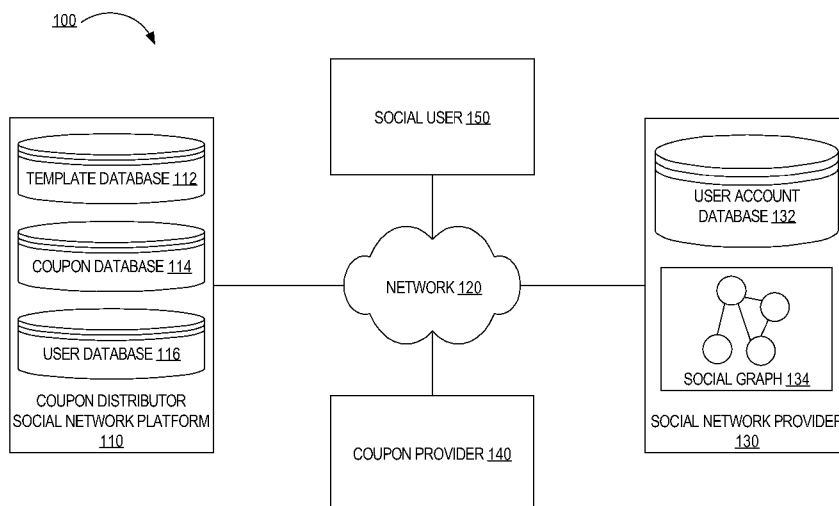 100
SOCIAL USER 150
TEMPLATE DATABASE 112
COUPON DATABASE 114
USER DATABASE 116
COUPON DISTRIBUTOR
SOCIAL NETWORK PLATFORM
110
NETWORK 120
COUPON PROVIDER 140
USER ACCOUNT
DATABASE 132
SOCIAL GRAPH 134
SOCIAL NETWORK PROVIDER
130